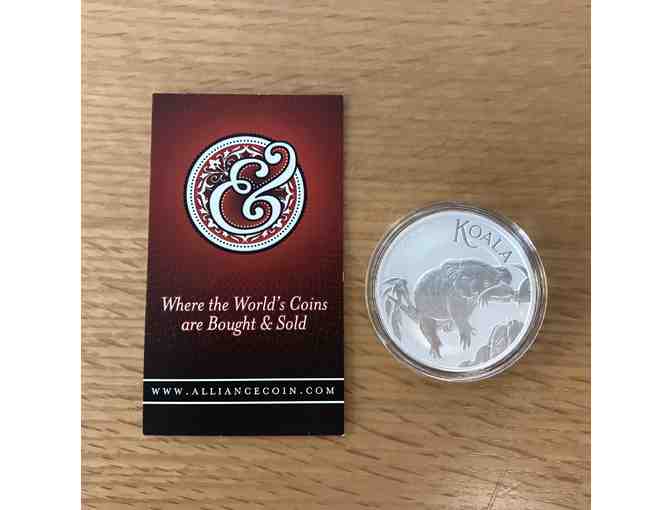 &
Where the World's Coins
are Bought & Sold
WWW.ALLIANCECOIN.COM
KOALA